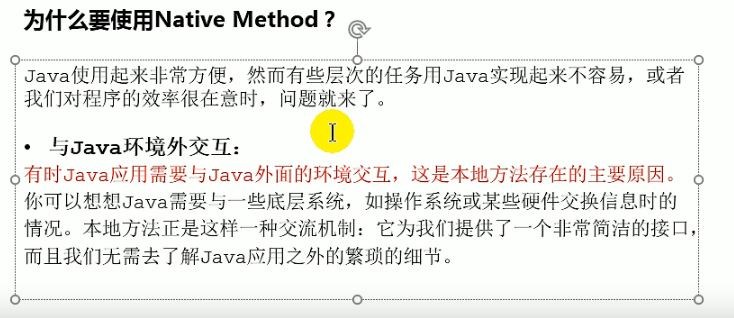 为什么要使用Native Method？
Java使用起来非常方便，然而有些层次的任务用Java实现起来不容易，或者
我们对程序的效率很在意时，问题就来了。
• 与Java环境外交互：
有时Java应用需要与Java外面的环境交互，这是本地方法存在的主要原因。
你可以想想Java需要与一些底层系统，如操作系统或某些硬件交换信息时的
情况。本地方法正是这样一种交流机制：它为我们提供了一个非常简洁的接口，
而且我们无需去了解Java应用之外的繁琐的细节。